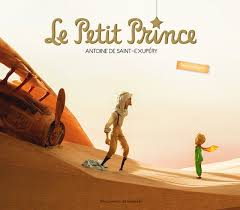 Le Petit Prince
ANTOINE DE SAINT-EXUPÉRY